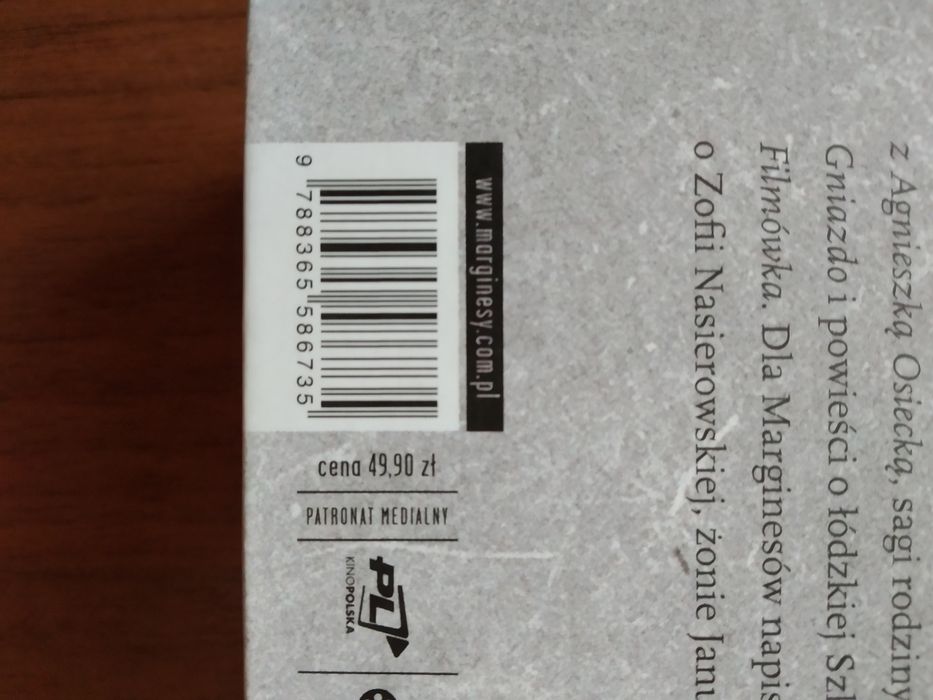 z Agnieszką Osiecką, sagi rodziny
Gniazdo i powieści o łódzkiej
Filmówka. Dla Marginesów napis
o Zofii Nasierowskiej, żonie Janu
www.marginesy.com.pl
9 788365 586735
cena 49,90 zł
PATRONAT MEDIALNY
PL
KINOPOLSKA